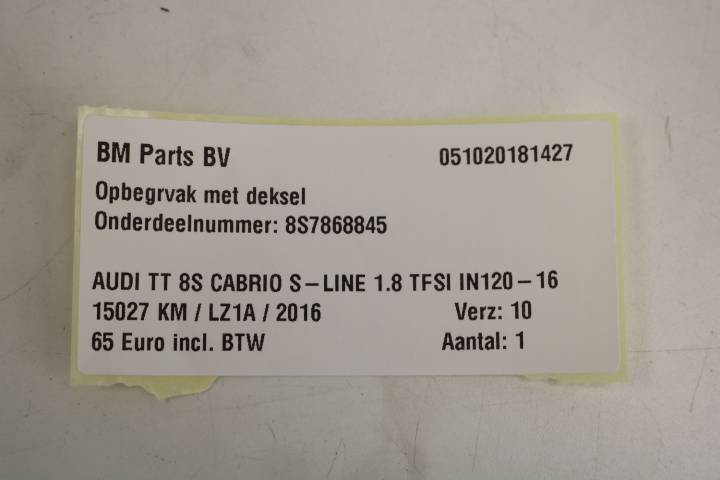 BM Parts BV 051020181427
Opbegrvak met deksel
Onderdeelnummer: 8S7868845
AUDI TT 8S CABRIO S-LINE 1.8 TFSI IN120-16
15027 KM / LZ1A / 2016 Verz: 10
65 Euro incl. BTW Aantal: 1